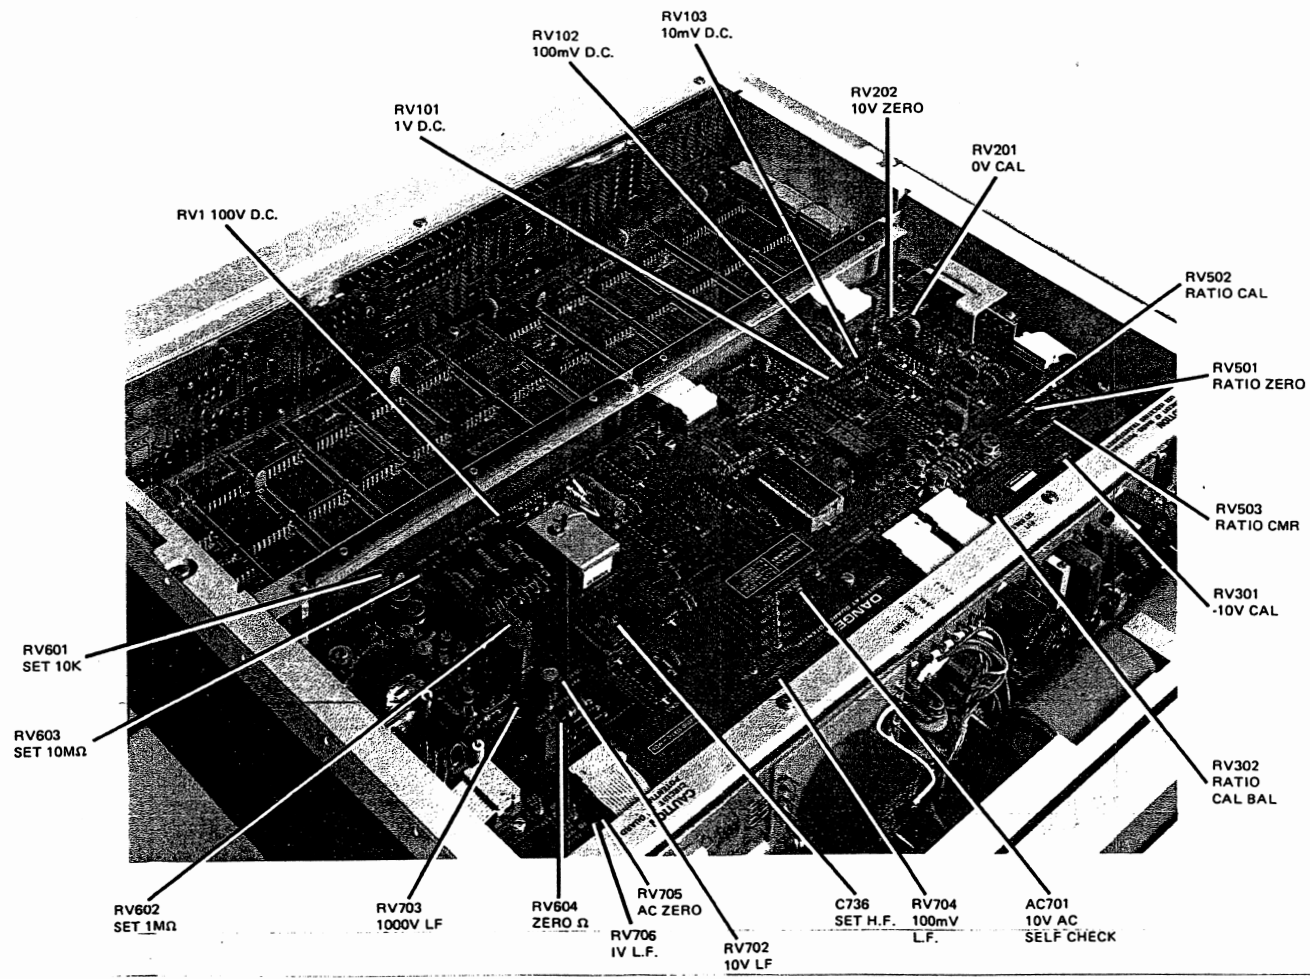 RV103
10mV D.C.
RV102
100mV D.C.
RV202
10V ZERO
RV101
1V D.C.
RV201
0V CAL
RV1 100V D.C.
RV502
RATIO CAL
RV501
RATIO ZERO
RV503
RATIO CMR
RV301
-10V CAL
RV601
SET 10K
RV603
SET 10MΩ
RV302
RATIO
CAL BAL
DANGER
CAUTION
RV602
SET 1MΩ
RV703
1000V LF
RV604
ZERO Ω
RV705
AC ZERO
RV706
IV L.F.
RV702
10V LF
C736
SET H.F.
RV704
100mV
L.F.
AC701
10V AC
SELF CHECK